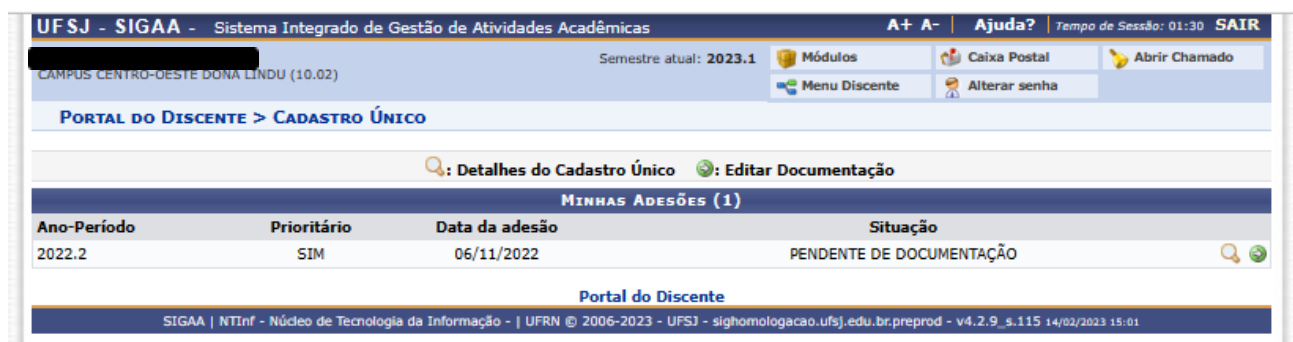 UFSJ - SIGAA - Sistema Integrado de Gestão de Atividades Acadêmicas A+ A- | Ajuda? | Tempo de Sessão: 01:30 SAIR
Semestre atual: 2023.1 Módulos Caixa Postal Abrir Chamado
CAMPUS CENTRO-OESTE DONA LINDU (10.02)
Menu Discente Alterar senha
PORTAL DO DISCENTE > CADASTRO ÚNICO
: Detalhes do Cadastro Único : Editar Documentação
MINHAS ADESÕES (1)
Ano-Período Prioritário Data da adesão Situação
2022.2 SIM 06/11/2022 PENDENTE DE DOCUMENTAÇÃO
Portal do Discente
SIGAA | NTInf - Núcleo de Tecnologia da Informação - | UFRN © 2006-2023 - UFSJ - sighomologacao.ufsj.edu.br.preprod - v4.2.9_s.115 14/02/2023 15:01